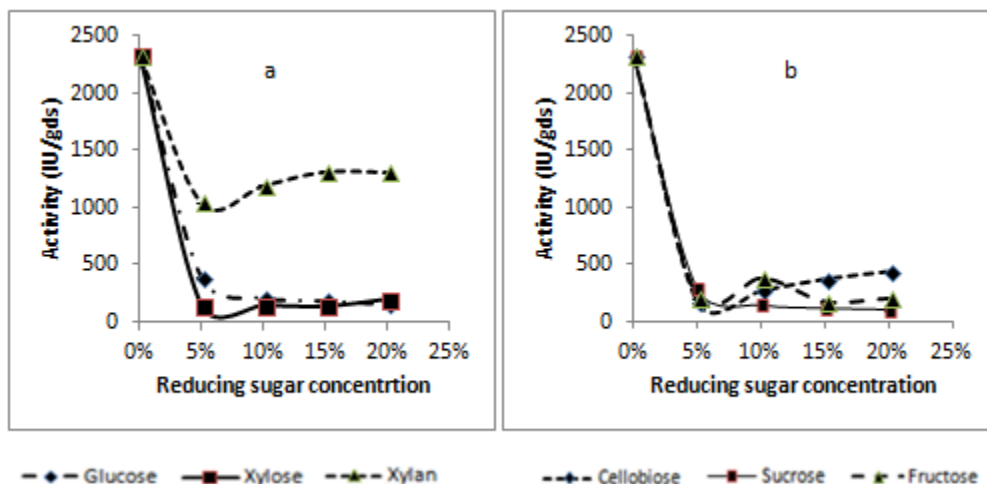 a
Activity (IU/gds)
2500
2000
1500
1000
500
0
0% 5% 10% 15% 20% 25%
Reducing sugar concentrtion
Glucose Xylose Xylan
b
Activity (IU/gds)
2500
2000
1500
1000
500
0
0% 5% 10% 15% 20% 25%
Reducing sugar concentration
Cellobiose Sucrose Fructose